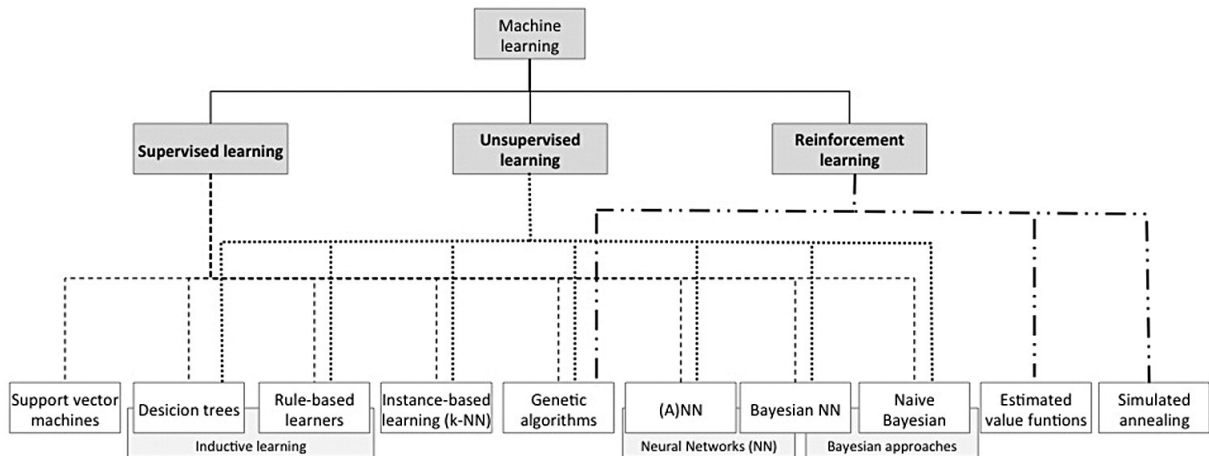 Machine
learning
Supervised learning
Unsupervised
learning
Reinforcement
learning
Support vector
machines
Desicion trees
Rule-based
learners
Instance-based
learning (k-NN)
Genetic
algorithms
(A)NN
Bayesian NN
Naive
Bayesian
Estimated
value funtions
Simulated
annealing
Inductive learning
Neural Networks (NN)
Bayesian approaches